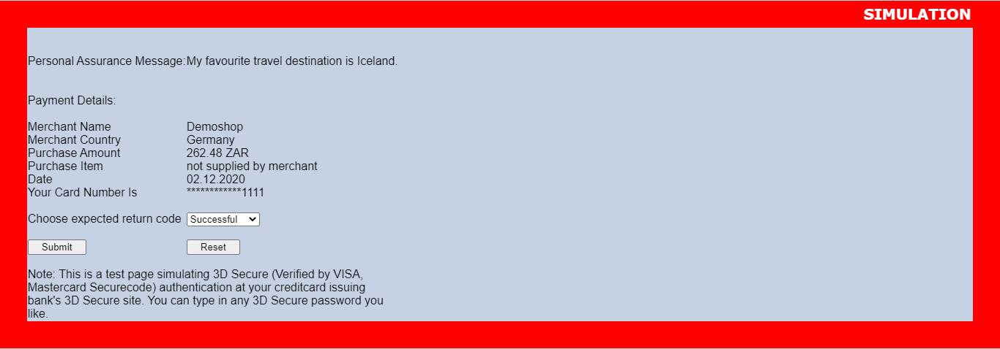 SIMULATION
Personal Assurance Message: My favourite travel destination is Iceland.
Payment Details:
Merchant Name Demoshop
Merchant Country Germany
Purchase Amount 262.48 ZAR
Purchase Item not supplied by merchant
Date 02.12.2020
Your Card Number Is ************1111
Choose expected return code Successful
Submit Reset
Note: This is a test page simulating 3D Secure (Verified by VISA,
Mastercard Securecode) authentication at your creditcard issuing
bank's 3D Secure site. You can type in any 3D Secure password you
like.